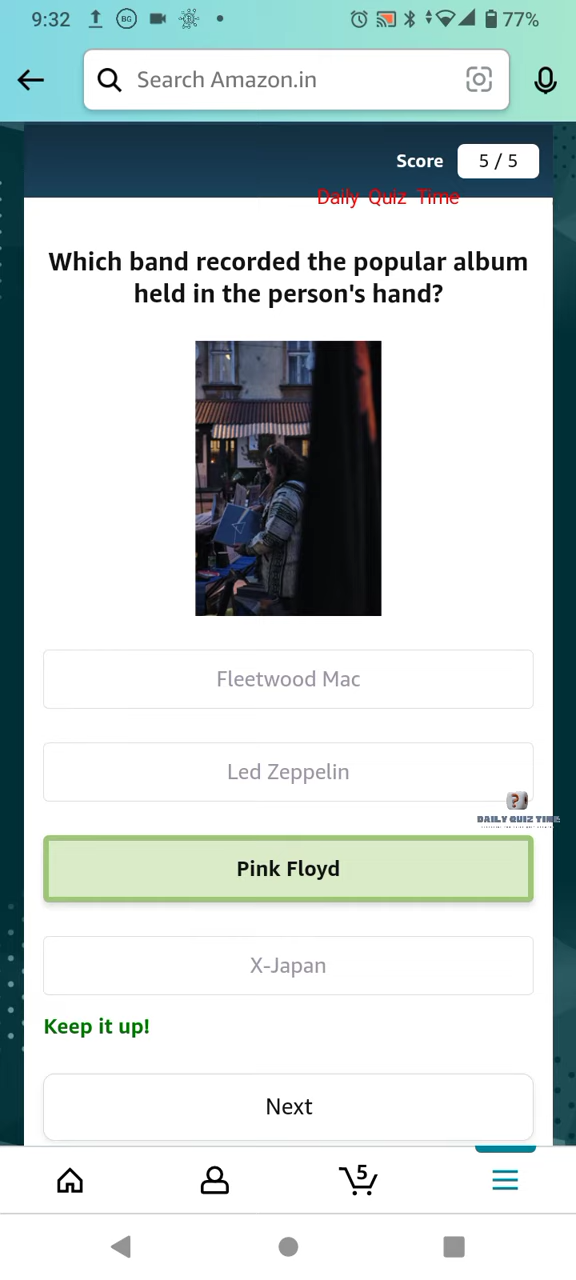 9:32
BG
77%
Search Amazon.in
Score 5 / 5
Daily Quiz Time
Which band recorded the popular album
held in the person's hand?
Fleetwood Mac
Led Zeppelin
?
DAILY QUIZ TIME
Pink Floyd
X-Japan
Keep it up!
Next
5